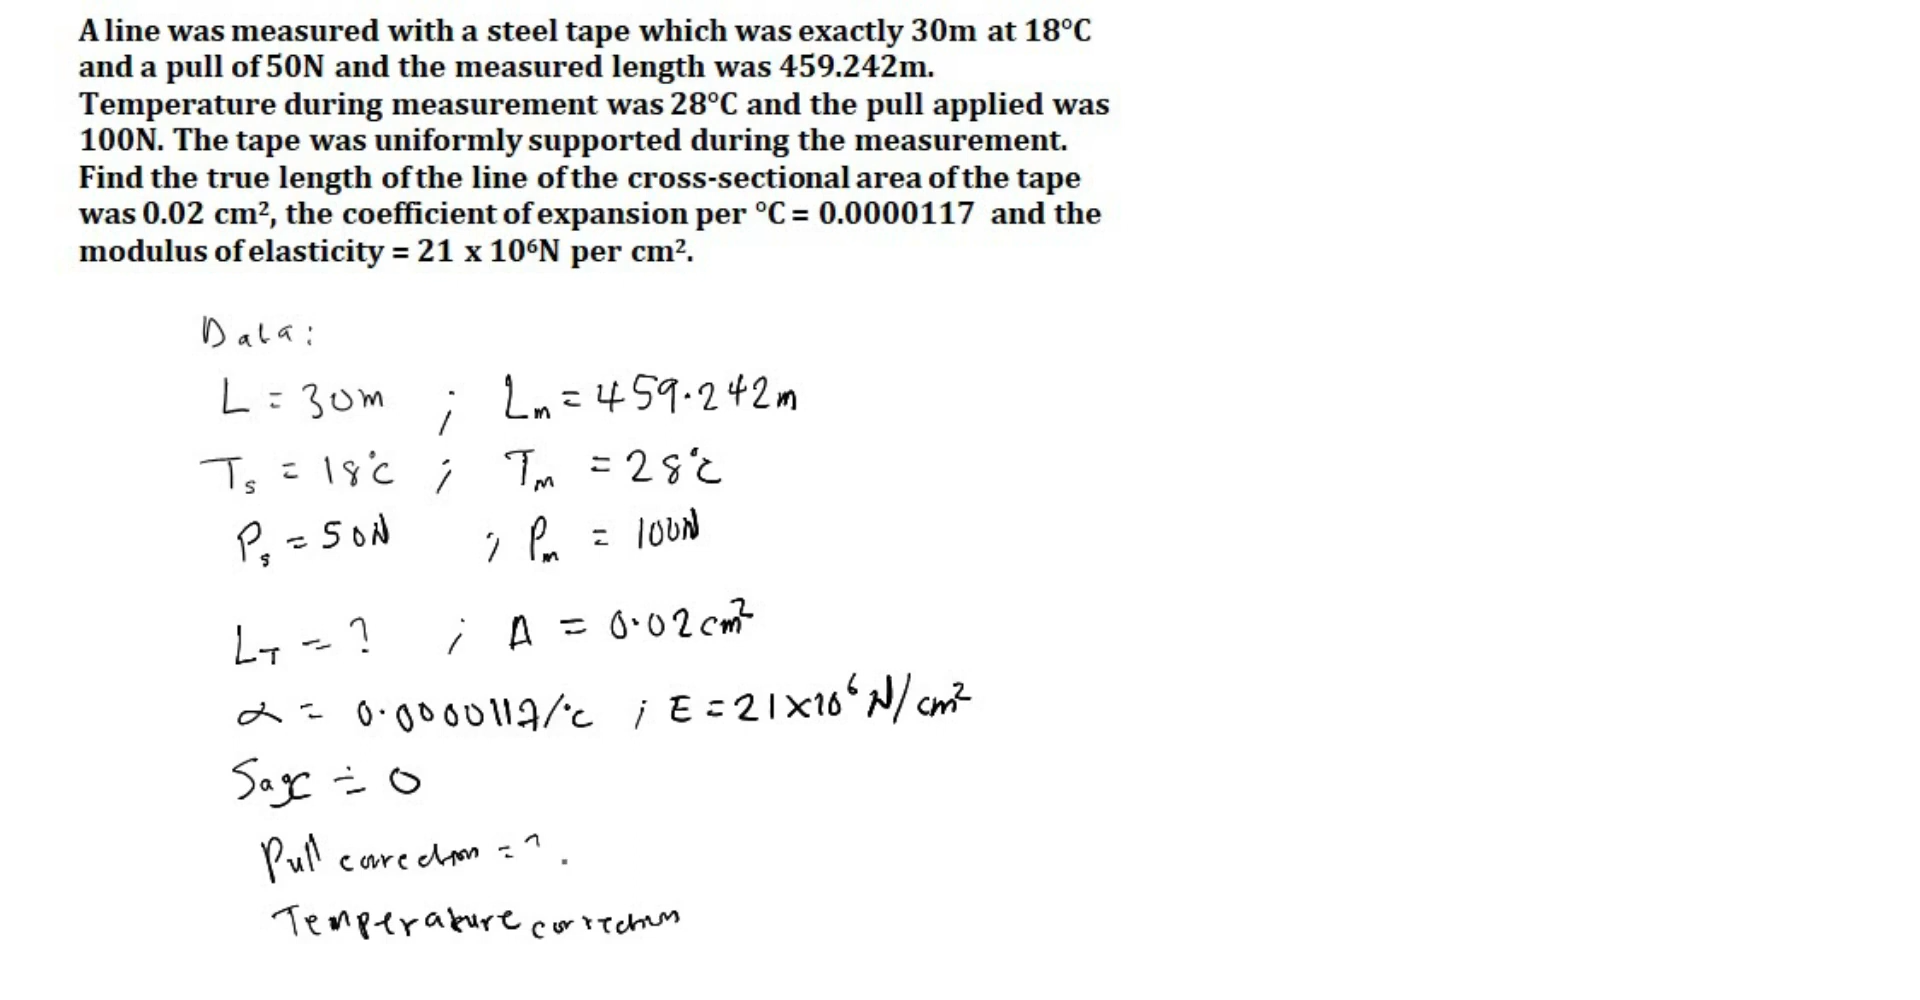 A line was measured with a steel tape which was exactly 30m at 18°C
and a pull of 50N and the measured length was 459.242m.
Temperature during measurement was 28°C and the pull applied was
100N. The tape was uniformly supported during the measurement.
Find the true length of the line of the cross-sectional area of the tape
was 0.02 cm², the coefficient of expansion per °C = 0.0000117 and the
modulus of elasticity = 21 x 10⁶N per cm².
Data:
L = 30m ; Lm = 459.242m
Ts = 18°C ; Tm = 28°C
Ps = 50N ; Pm = 100N
LT = ? ; A = 0.02cm²
α = 0.0000117/°C ; E = 21×10⁶ N/cm²
Sag = 0
Pull correction = ?.
Temperature correction